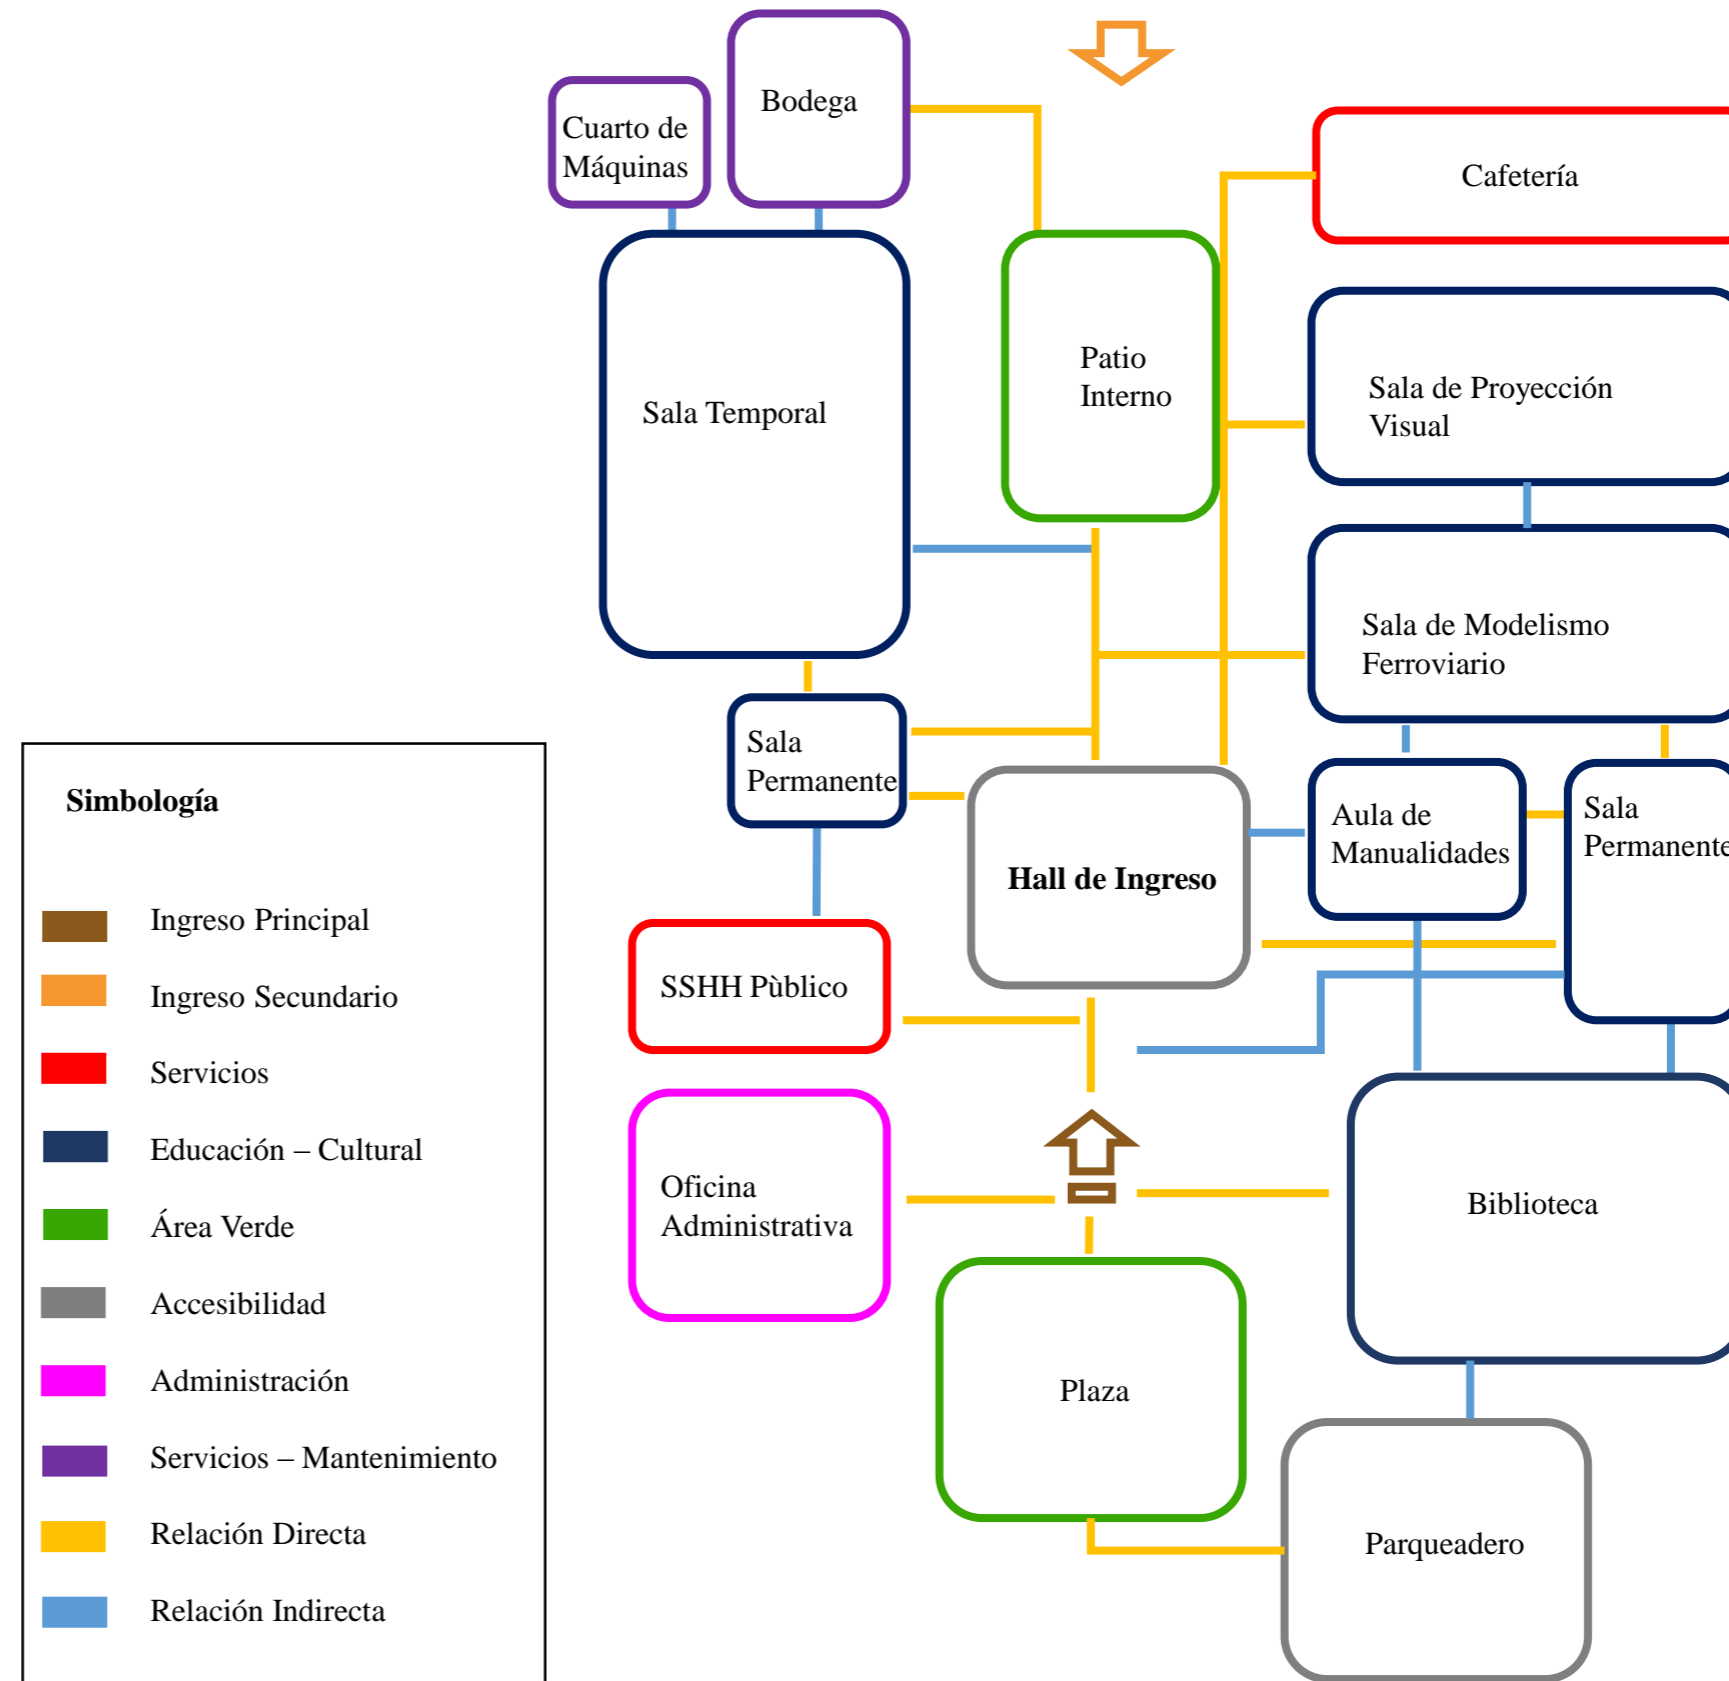 Bodega
Cuarto de
Máquinas
Cafetería
Patio
Interno
Sala Temporal
Sala de Proyección
Visual
Sala de Modelismo
Ferroviario
Sala
Permanente
Aula de
Manualidades
Sala
Permanente
Hall de Ingreso
SSHH Pùblico
Oficina
Administrativa
Biblioteca
Plaza
Parqueadero
Simbología
Ingreso Principal
Ingreso Secundario
Servicios
Educación – Cultural
Área Verde
Accesibilidad
Administración
Servicios – Mantenimiento
Relación Directa
Relación Indirecta